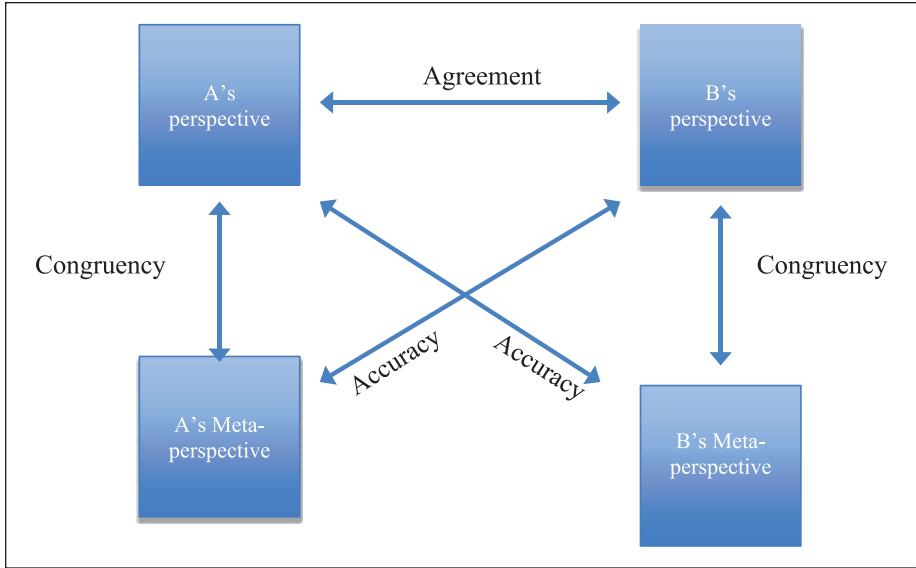 A's
perspective
Agreement
B's
perspective
Congruency
Congruency
Accuracy
Accuracy
A's Meta-
perspective
B's Meta-
perspective